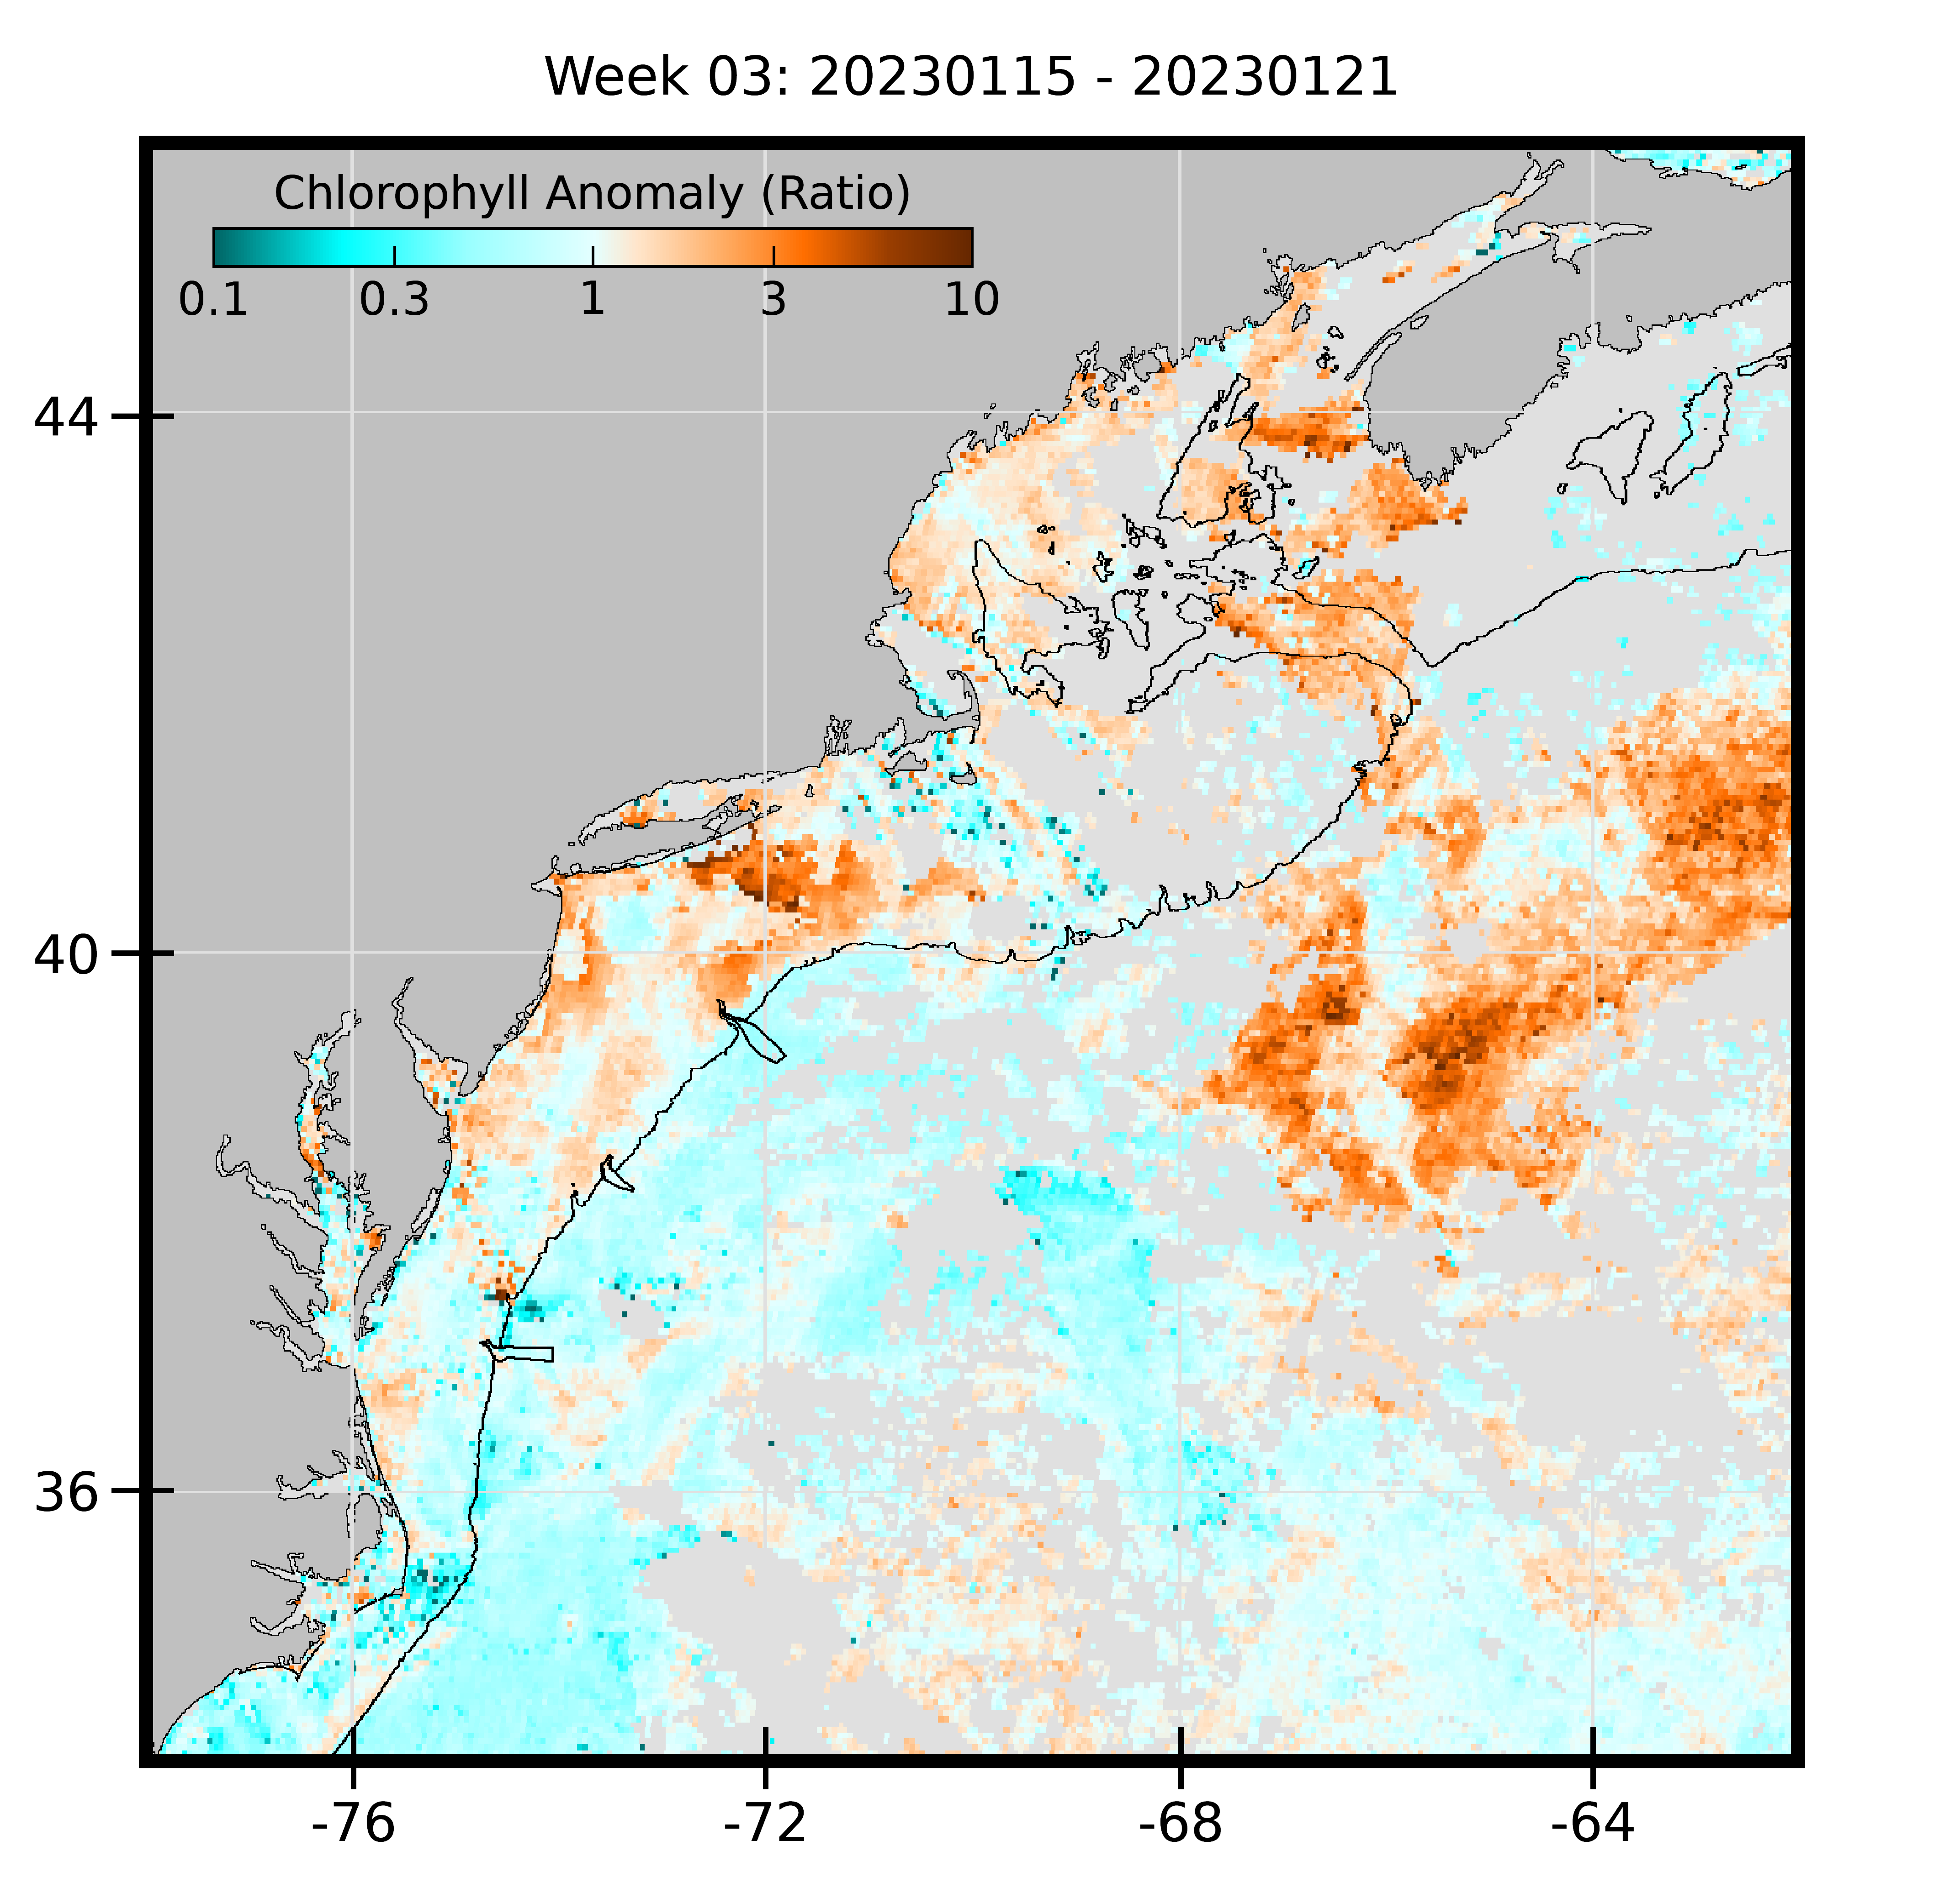 Week 03: 20230115 - 20230121
Chlorophyll Anomaly (Ratio)
0.1 0.3 1 3 10
44
40
36
-76 -72 -68 -64